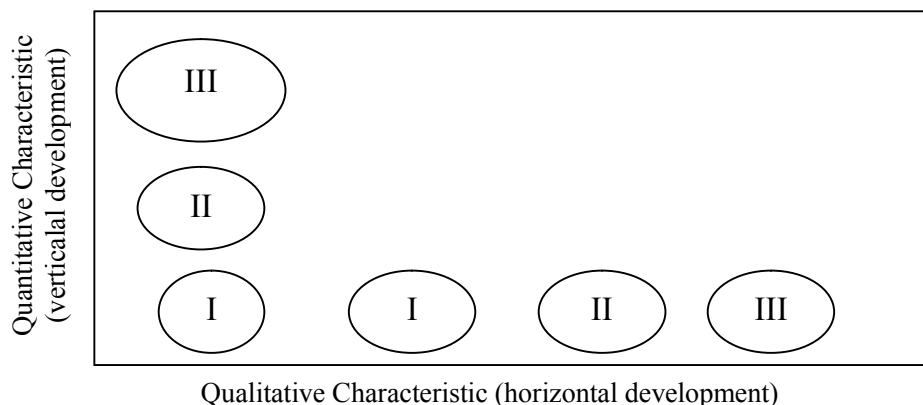 Quantitative Characteristic
(verticalal development)
III
II
I
I
II
III
Qualitative Characteristic (horizontal development)